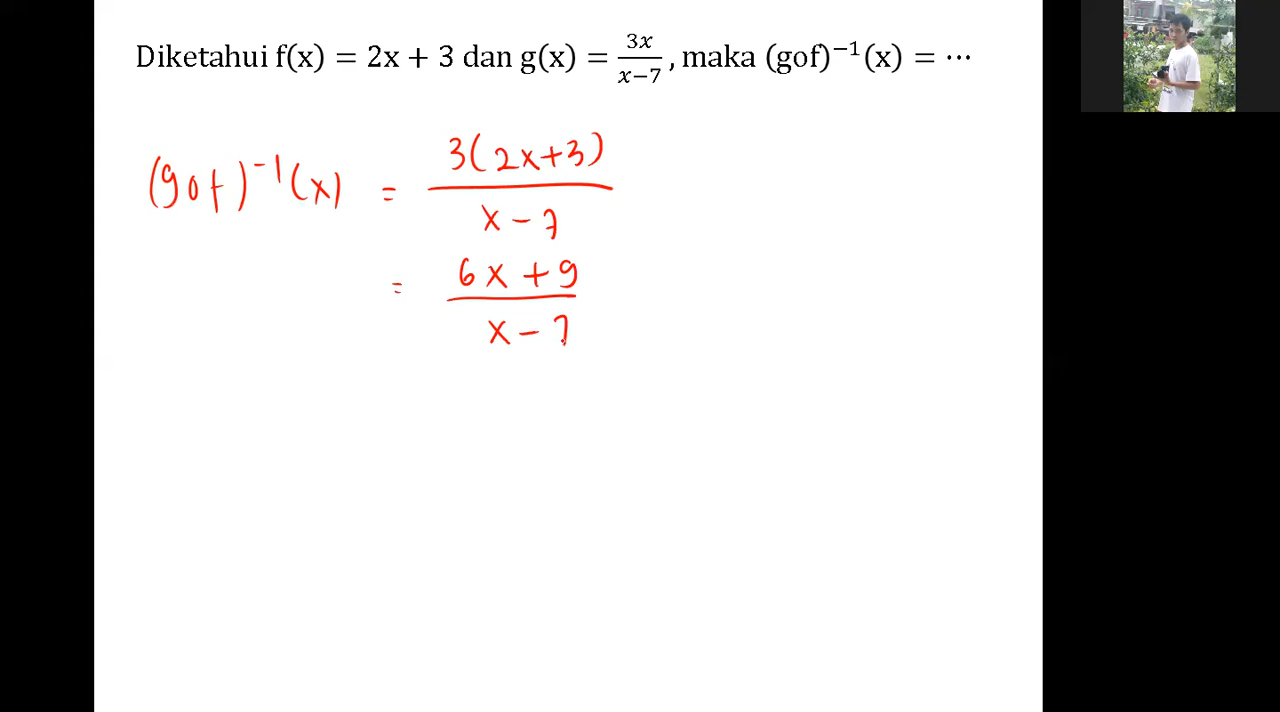 Diketahui f(x) = 2x + 3 dan g(x) = 3x/(x−7), maka (gof)⁻¹(x) = ⋯
(gof)⁻¹(x) = 3(2x+3)/(x − 7)
= (6x + 9)/(x − 7)